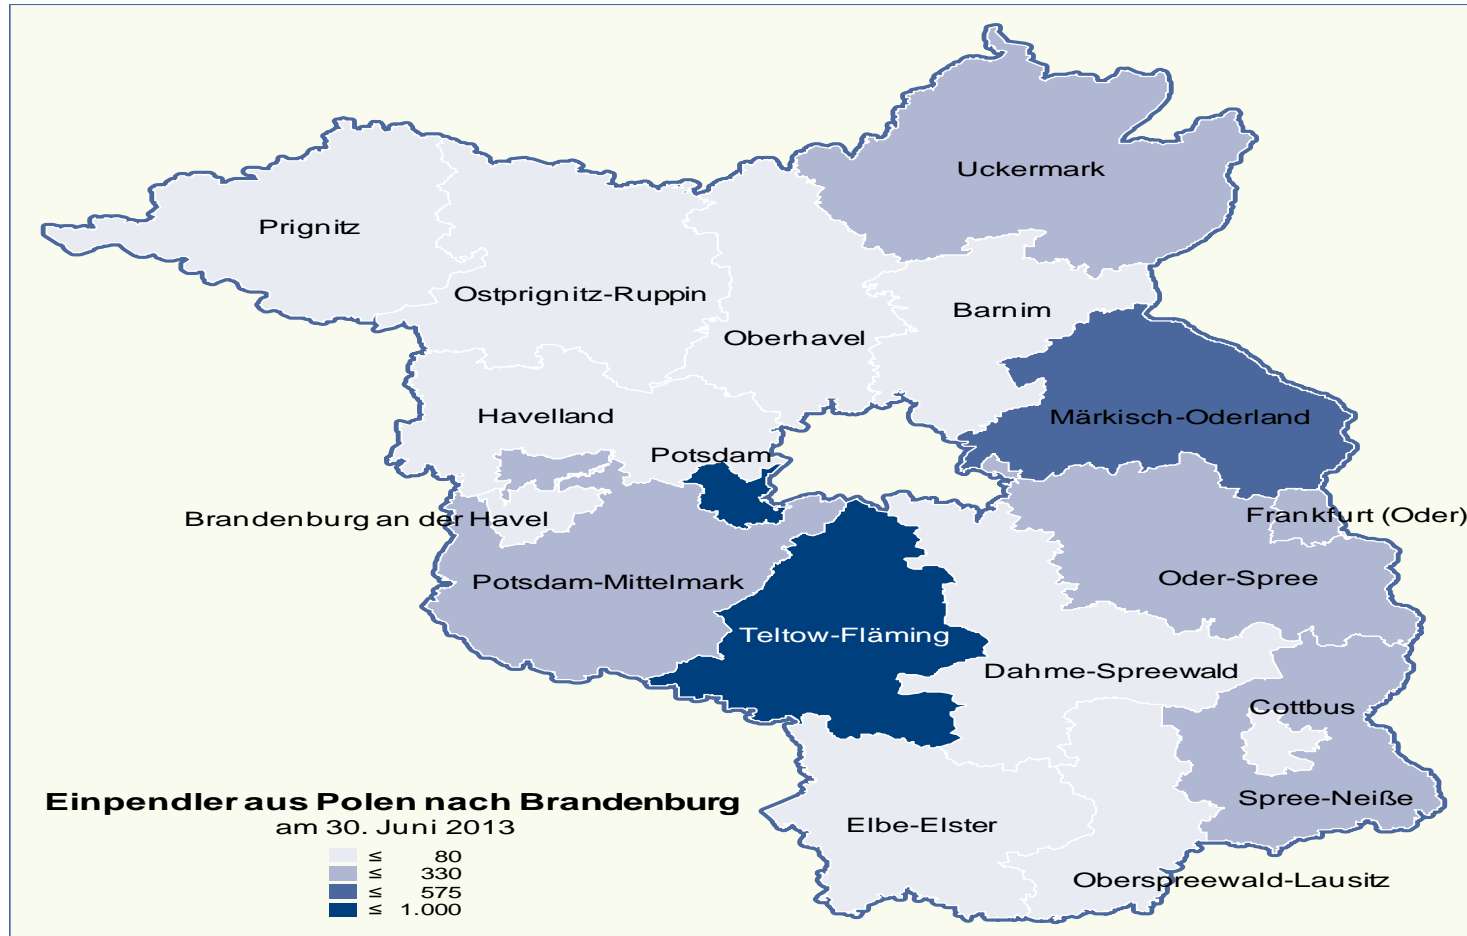 Uckermark
Prignitz
Ostprignitz-Ruppin
Barnim
Oberhavel
Havelland
Märkisch-Oderland
Potsdam
Brandenburg an der Havel
Frankfurt (Oder)
Potsdam-Mittelmark
Oder-Spree
Teltow-Fläming
Dahme-Spreewald
Cottbus
Spree-Neiße
Elbe-Elster
Oberspreewald-Lausitz
Einpendler aus Polen nach Brandenburg
am 30. Juni 2013
≤ 80
≤ 330
≤ 575
≤ 1.000